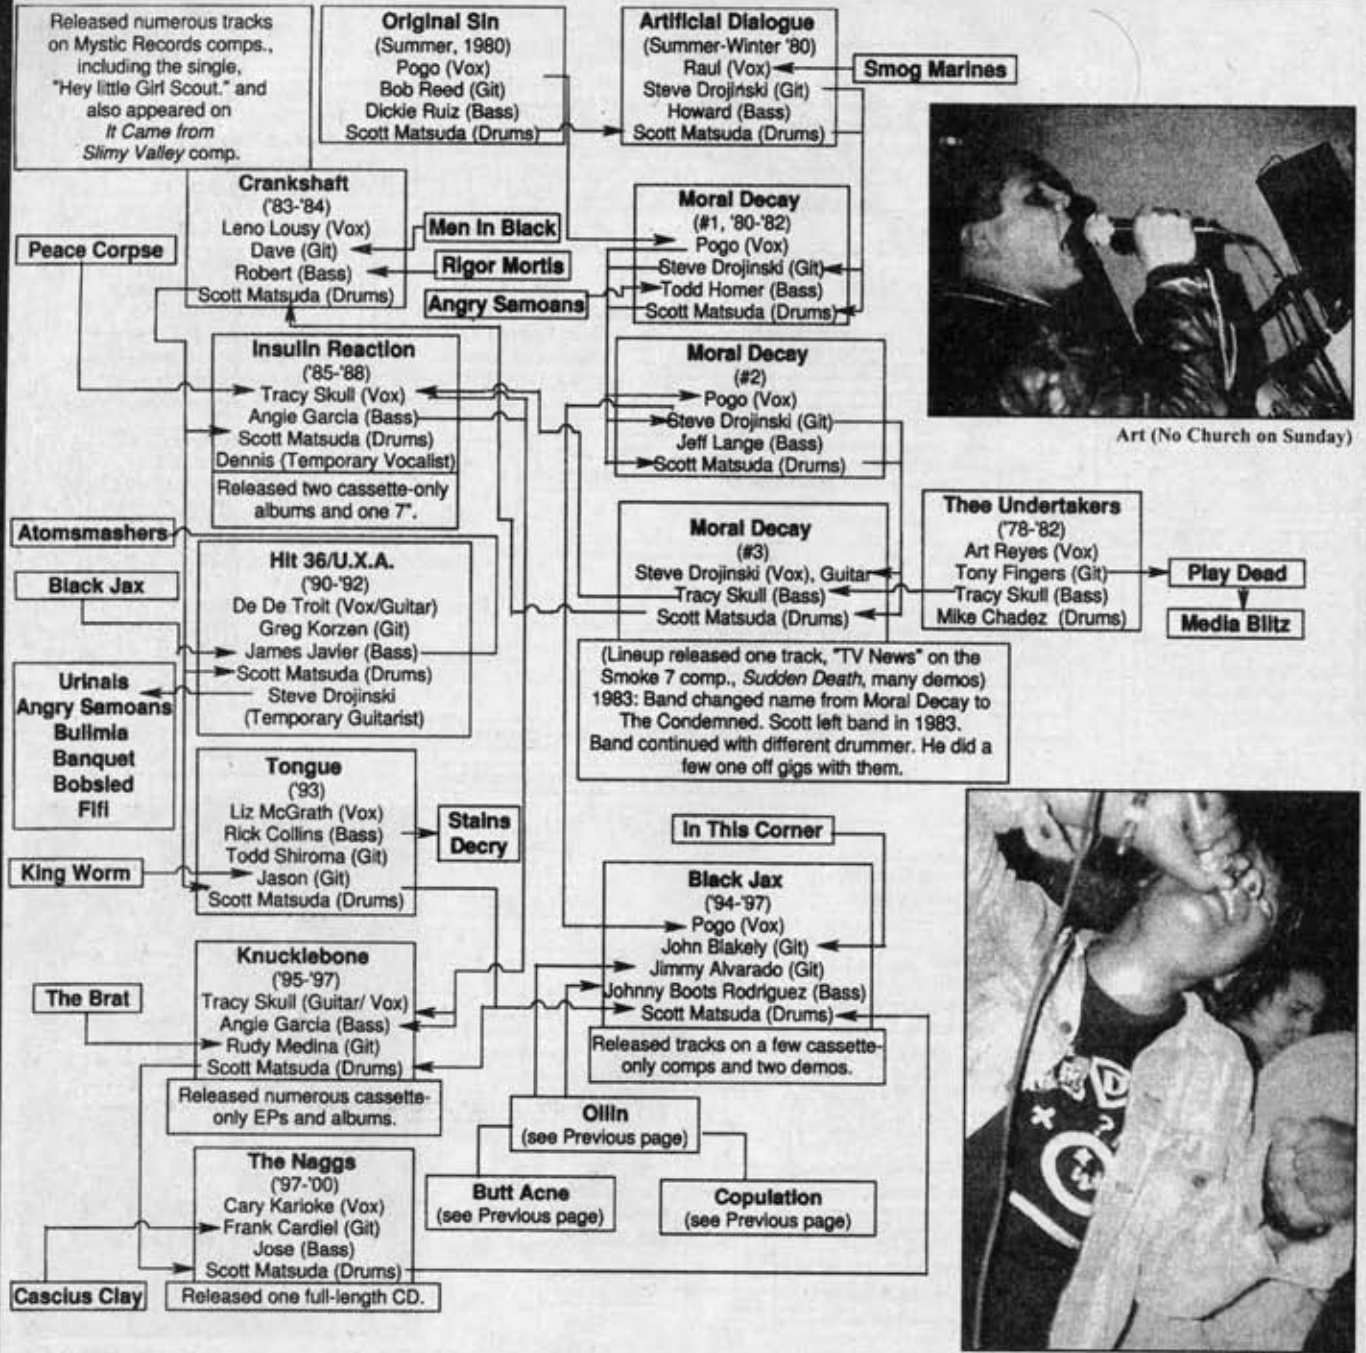 Released numerous tracks
on Mystic Records comps.,
including the single,
"Hey little Girl Scout." and
also appeared on
It Came from
Slimy Valley comp.
Original Sin
(Summer, 1980)
Pogo (Vox)
Bob Reed (Git)
Dickie Ruiz (Bass)
Scott Matsuda (Drums)
Artificial Dialogue
(Summer-Winter '80)
Raul (Vox)
Steve Drojinski (Git)
Howard (Bass)
Scott Matsuda (Drums)
Smog Marines
Crankshaft
('83-'84)
Leno Lousy (Vox)
Dave (Git)
Robert (Bass)
Scott Matsuda (Drums)
Men In Black
Rigor Mortis
Peace Corpse
Angry Samoans
Moral Decay
(#1, '80-'82)
Pogo (Vox)
Steve Drojinski (Git)
Todd Homer (Bass)
Scott Matsuda (Drums)
Art (No Church on Sunday)
Insulin Reaction
('85-'88)
Tracy Skull (Vox)
Angie Garcia (Bass)
Scott Matsuda (Drums)
Dennis (Temporary Vocalist)
Released two cassette-only
albums and one 7".
Moral Decay
(#2)
Pogo (Vox)
Steve Drojinski (Git)
Jeff Lange (Bass)
Scott Matsuda (Drums)
Moral Decay
(#3)
Steve Drojinski (Vox), Guitar
Tracy Skull (Bass)
Scott Matsuda (Drums)
(Lineup released one track, "TV News" on the
Smoke 7 comp., Sudden Death, many demos)
1983: Band changed name from Moral Decay to
The Condemned. Scott left band in 1983.
Band continued with different drummer. He did a
few one off gigs with them.
Thee Undertakers
('78-'82)
Art Reyes (Vox)
Tony Fingers (Git)
Tracy Skull (Bass)
Mike Chadez (Drums)
Play Dead
Media Blitz
Atomsmashers
Black Jax
Hit 36/U.X.A.
('90-'92)
De De Troit (Vox/Guitar)
Greg Korzen (Git)
James Javier (Bass)
Scott Matsuda (Drums)
Steve Drojinski
(Temporary Guitarist)
Urinals
Angry Samoans
Bulimia
Banquet
Bobsled
Fifi
Tongue
('93)
Liz McGrath (Vox)
Rick Collins (Bass)
Todd Shiroma (Git)
Jason (Git)
Scott Matsuda (Drums)
Stains
Decry
King Worm
In This Corner
Black Jax
('94-'97)
Pogo (Vox)
John Blakely (Git)
Jimmy Alvarado (Git)
Johnny Boots Rodriguez (Bass)
Scott Matsuda (Drums)
Released tracks on a few cassette-
only comps and two demos.
Knucklebone
('95-'97)
Tracy Skull (Guitar/ Vox)
Angie Garcia (Bass)
Rudy Medina (Git)
Scott Matsuda (Drums)
Released numerous cassette-
only EPs and albums.
The Brat
Ollin
(see Previous page)
Butt Acne
(see Previous page)
Copulation
(see Previous page)
The Naggs
('97-'00)
Cary Karioke (Vox)
Frank Cardiel (Git)
Jose (Bass)
Scott Matsuda (Drums)
Released one full-length CD.
Cascius Clay